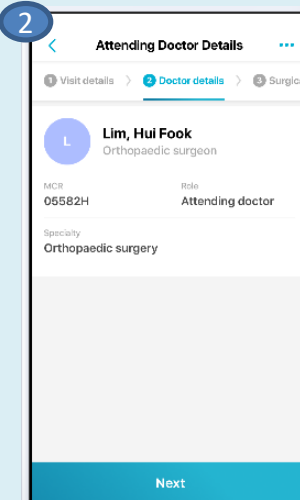 2
Attending Doctor Details
1 Visit details 2 Doctor details 3 Surgic
L
Lim, Hui Fook
Orthopaedic surgeon
MCR Role
05582H Attending doctor
Specialty
Orthopaedic surgery
Next